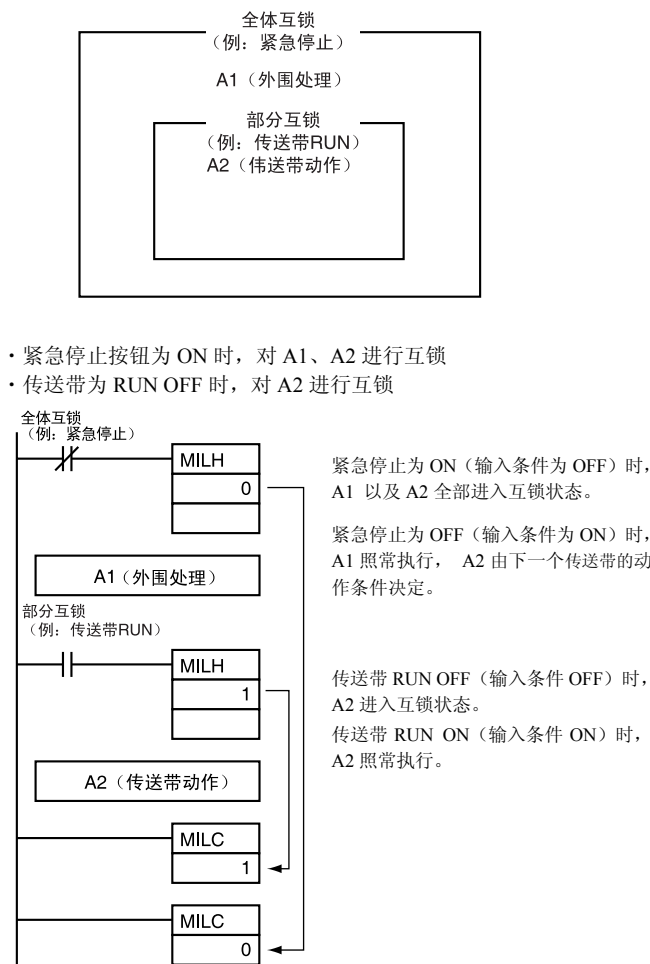 全体互锁
（例：紧急停止）
A1（外围处理）
部分互锁
（例：传送带RUN）
A2（伟送带动作）
・紧急停止按钮为 ON 时，对 A1、A2 进行互锁
・传送带为 RUN OFF 时，对 A2 进行互锁
全体互锁
（例：紧急停止）
MILH
0
紧急停止为 ON（输入条件为 OFF）时，
A1 以及 A2 全部进入互锁状态。
紧急停止为 OFF（输入条件为 ON）时，
A1 照常执行， A2 由下一个传送带的动
作条件决定。
A1（外围处理）
部分互锁
（例：传送带RUN）
MILH
1
传送带 RUN OFF（输入条件 OFF）时，
A2 进入互锁状态。
传送带 RUN ON（输入条件 ON）时，
A2 照常执行。
A2（传送带动作）
MILC
1
MILC
0